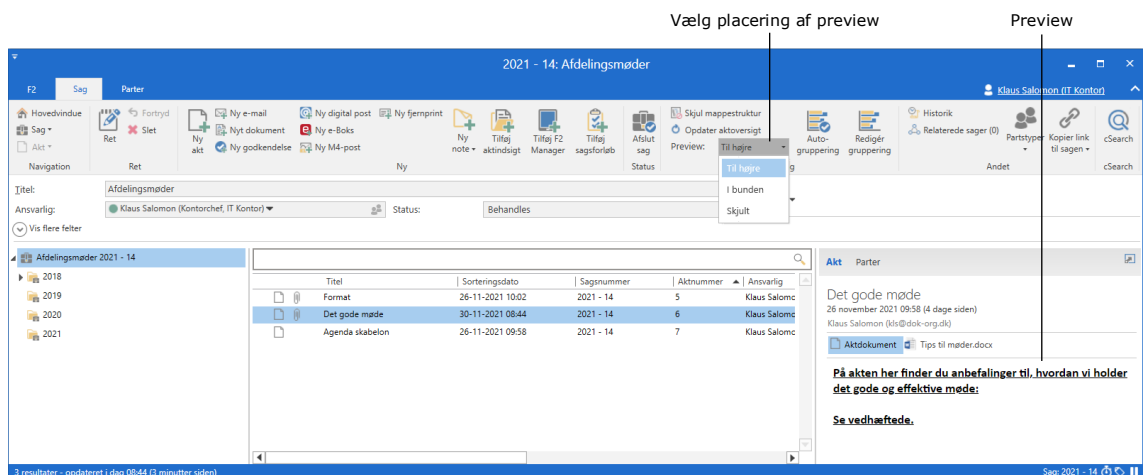 Vælg placering af preview Preview
2021 - 14: Afdelingsmøder
F2 Sag Parter Klaus Salomon (IT Kontor)
Hovedvindue
Sag
Akt
Navigation
Fortryd
Ret Slet
Ret
Ny akt
Ny e-mail
Nyt dokument
Ny godkendelse
Ny digital post
Ny e-Boks
Ny M4-post
Ny fjernprint
Ny note
Tilføj aktindsigt
Tilføj F2 Manager
Tilføj sagsforløb
Ny
Afslut sag
Status
Skjul mappestruktur
Opdater aktoversigt
Preview: Til højre
Til højre
I bunden
Skjult
Auto-gruppering
Redigér gruppering
g
Historik
Relaterede sager (0)
Partstyper
Kopier link til sagen
Andet
cSearch
cSearch
Titel: Afdelingsmøder
Ansvarlig: Klaus Salomon (Kontorchef, IT Kontor) Status: Behandles
Vis flere felter
Afdelingsmøder 2021 - 14
2018
2019
2020
2021
Titel Sorteringsdato Sagsnummer Aktnummer Ansvarlig
Format 26-11-2021 10:02 2021 - 14 5 Klaus Salomo
Det gode møde 30-11-2021 08:44 2021 - 14 6 Klaus Salomo
Agenda skabelon 26-11-2021 09:58 2021 - 14 7 Klaus Salomo
Akt Parter
Det gode møde
26 november 2021 09:58 (4 dage siden)
Klaus Salomon (kls@dok-org.dk)
Aktdokument Tips til møder.docx
På akten her finder du anbefalinger til, hvordan vi holder
det gode og effektive møde:
Se vedhæftede.
3 resultater - opdateret i dag 08:44 (3 minutter siden) Sag: 2021 - 14